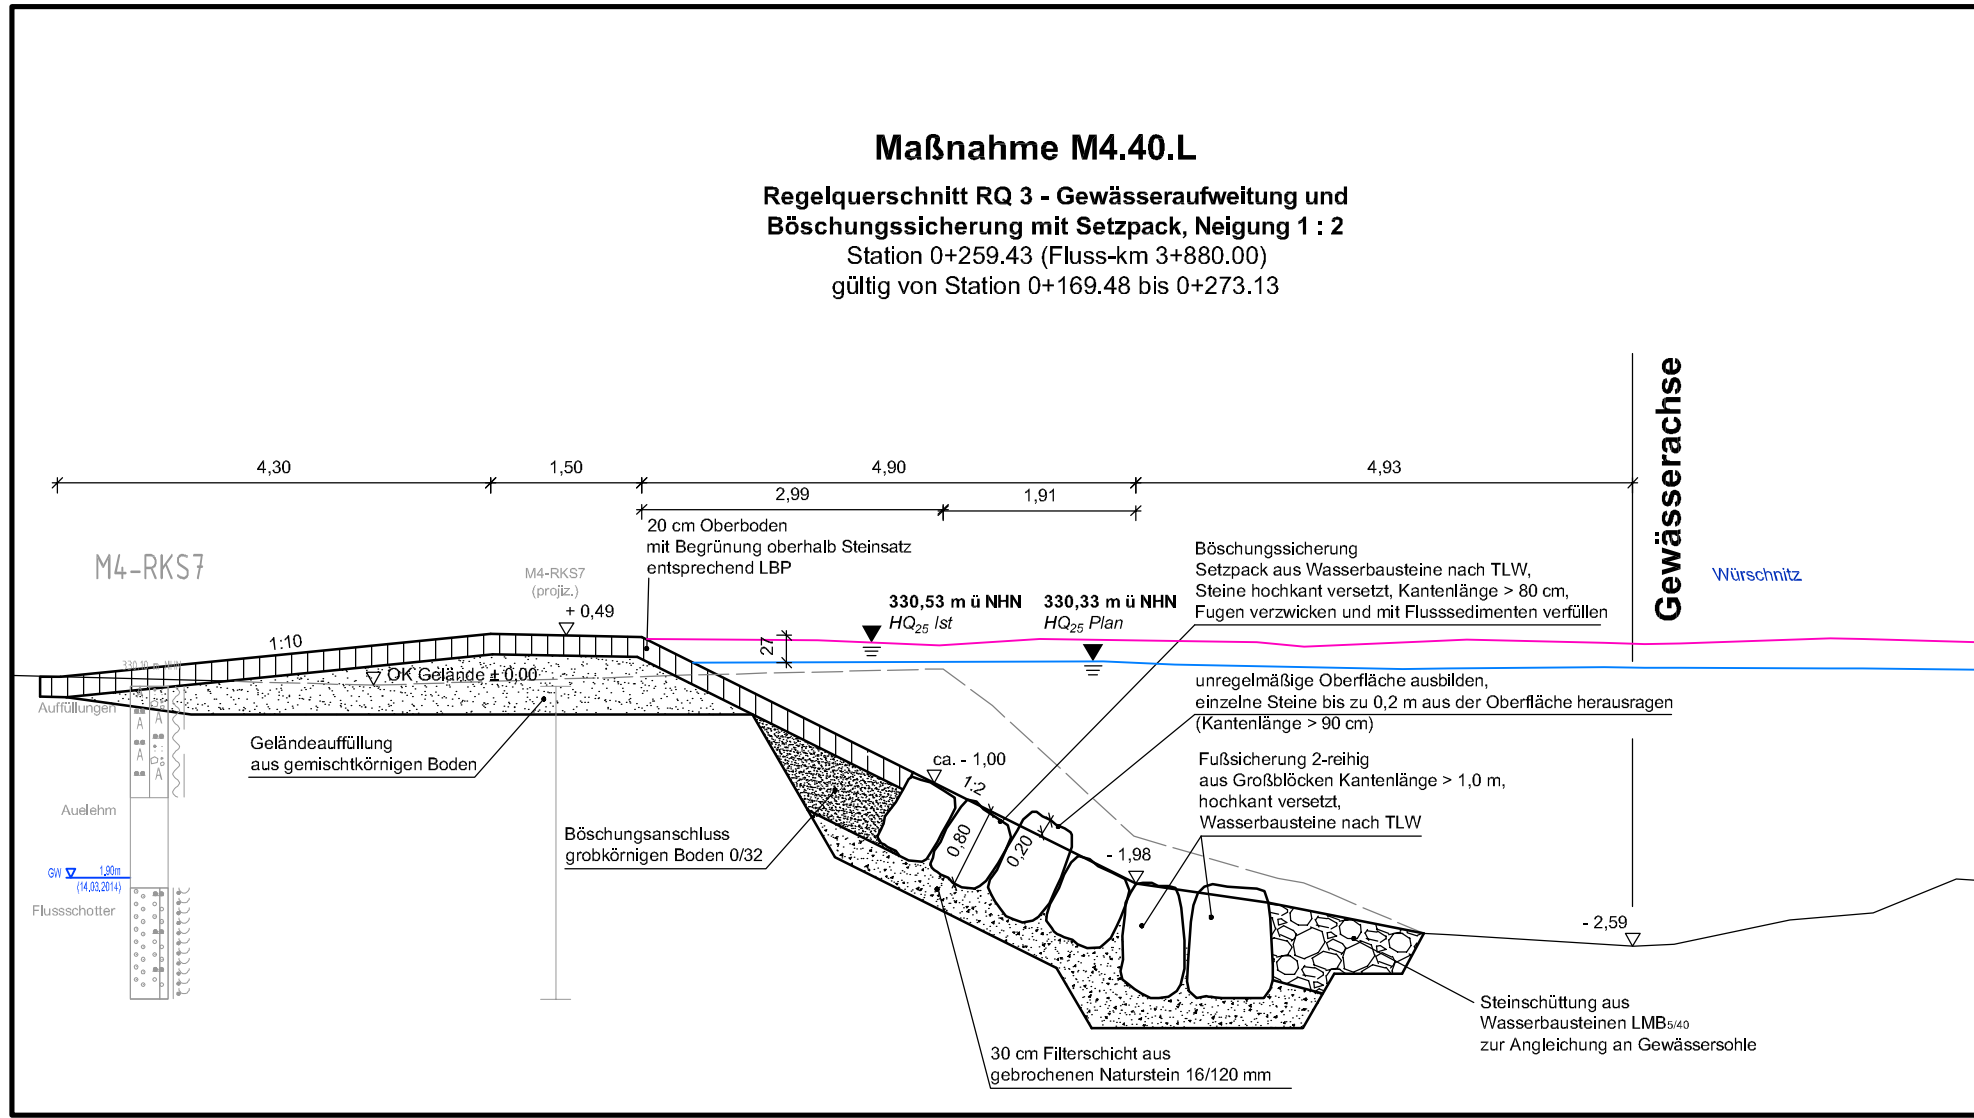 Maßnahme M4.40.L
Regelquerschnitt RQ 3 - Gewässeraufweitung und
Böschungssicherung mit Setzpack, Neigung 1 : 2
Station 0+259.43 (Fluss-km 3+880.00)
gültig von Station 0+169.48 bis 0+273.13
Gewässerachse
4,30
1,50
4,90
4,93
2,99
1,91
20 cm Oberboden
mit Begrünung oberhalb Steinsatz
entsprechend LBP
M4-RKS7
M4-RKS7
(projiz.)
+ 0,49
Böschungssicherung
Setzpack aus Wasserbausteine nach TLW,
Steine hochkant versetzt, Kantenlänge > 80 cm,
Fugen verzwicken und mit Flusssedimenten verfüllen
Würschnitz
330,53 m ü NHN
HQ25 Ist
330,33 m ü NHN
HQ25 Plan
27
1:10
330,10 m NHN
OK Gelände ± 0,00
Auffüllungen
A
A
A
A
A
unregelmäßige Oberfläche ausbilden,
einzelne Steine bis zu 0,2 m aus der Oberfläche herausragen
(Kantenlänge > 90 cm)
Geländeauffüllung
aus gemischtkörnigen Boden
ca. - 1,00
1:2
Fußsicherung 2-reihig
aus Großblöcken Kantenlänge > 1,0 m,
hochkant versetzt,
Wasserbausteine nach TLW
Auelehm
Böschungsanschluss
grobkörnigen Boden 0/32
0,80
0,20
- 1,98
GW 1,90m
(14.03.2014)
Flussschotter
- 2,59
Steinschüttung aus
Wasserbausteinen LMB5/40
zur Angleichung an Gewässersohle
30 cm Filterschicht aus
gebrochenen Naturstein 16/120 mm